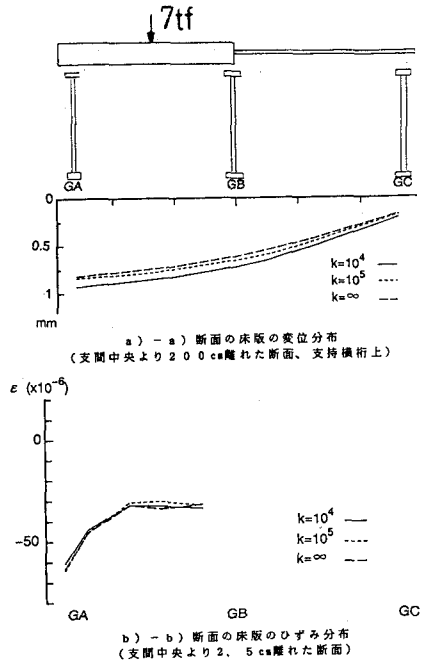 7tf
GA
GB
GC
0
0.5
1
mm
k=10⁴
k=10⁵
k=∞
a)-a)断面の床版の変位分布
(支間中央より200cm離れた断面、支持横桁上)
ε (x10⁻⁶)
0
-50
k=10⁴
k=10⁵
k=∞
GA
GB
GC
b)-b)断面の床版のひずみ分布
(支間中央より2、5cm離れた断面)